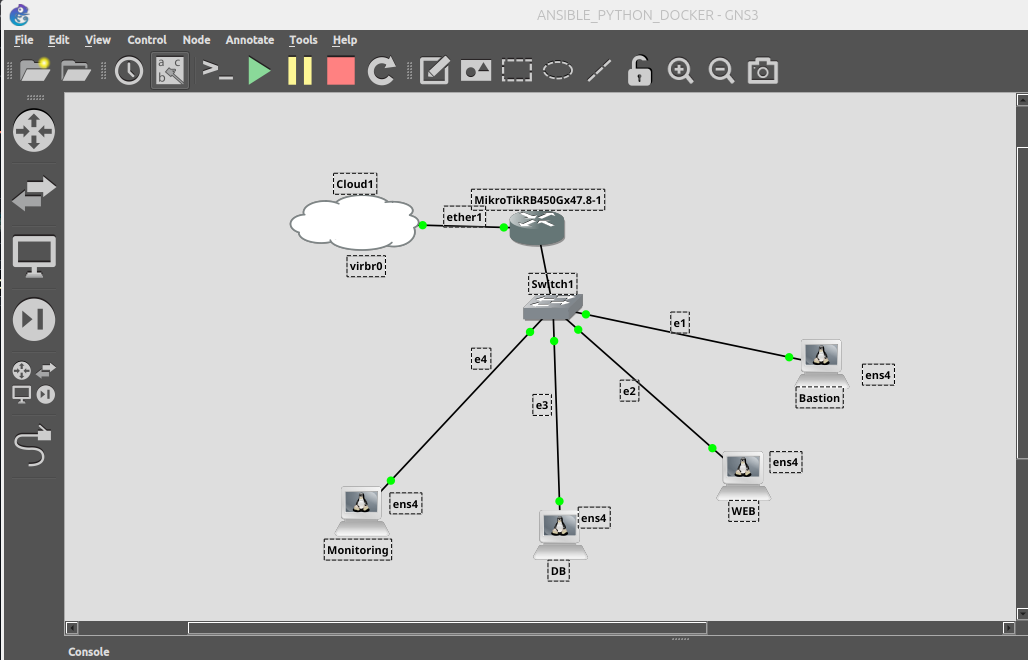 ANSIBLE_PYTHON_DOCKER - GNS3
File Edit View Control Node Annotate Tools Help
a c
b
Cloud1
MikroTikRB450Gx47.8-1
ether1
virbr0
Switch1
e1
e4
ens4
e2
Bastion
e3
ens4
ens4
WEB
ens4
Monitoring
DB
Console